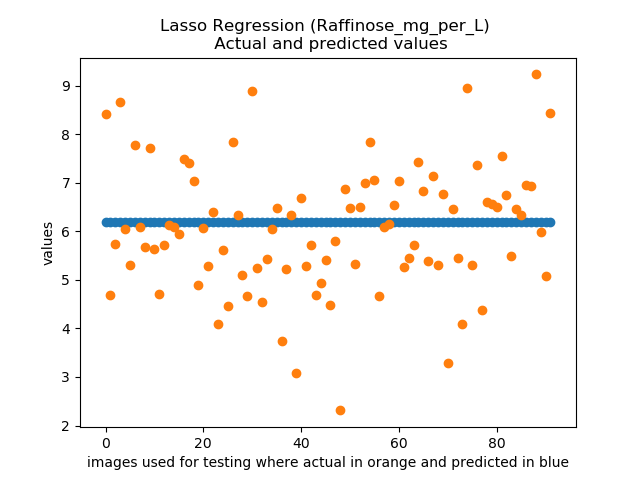 Lasso Regression (Raffinose_mg_per_L)
Actual and predicted values
9
8
7
6
5
4
3
2
values
0 20 40 60 80
images used for testing where actual in orange and predicted in blue